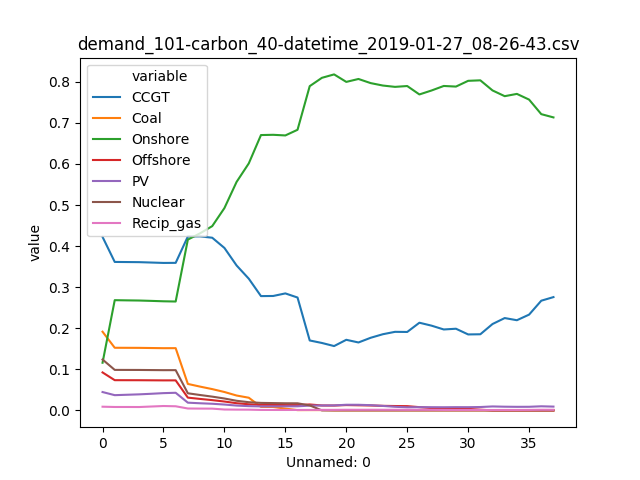 demand_101-carbon_40-datetime_2019-01-27_08-26-43.csv
variable
CCGT
Coal
Onshore
Offshore
PV
Nuclear
Recip_gas
value
0.8
0.7
0.6
0.5
0.4
0.3
0.2
0.1
0.0
0 5 10 15 20 25 30 35
Unnamed: 0